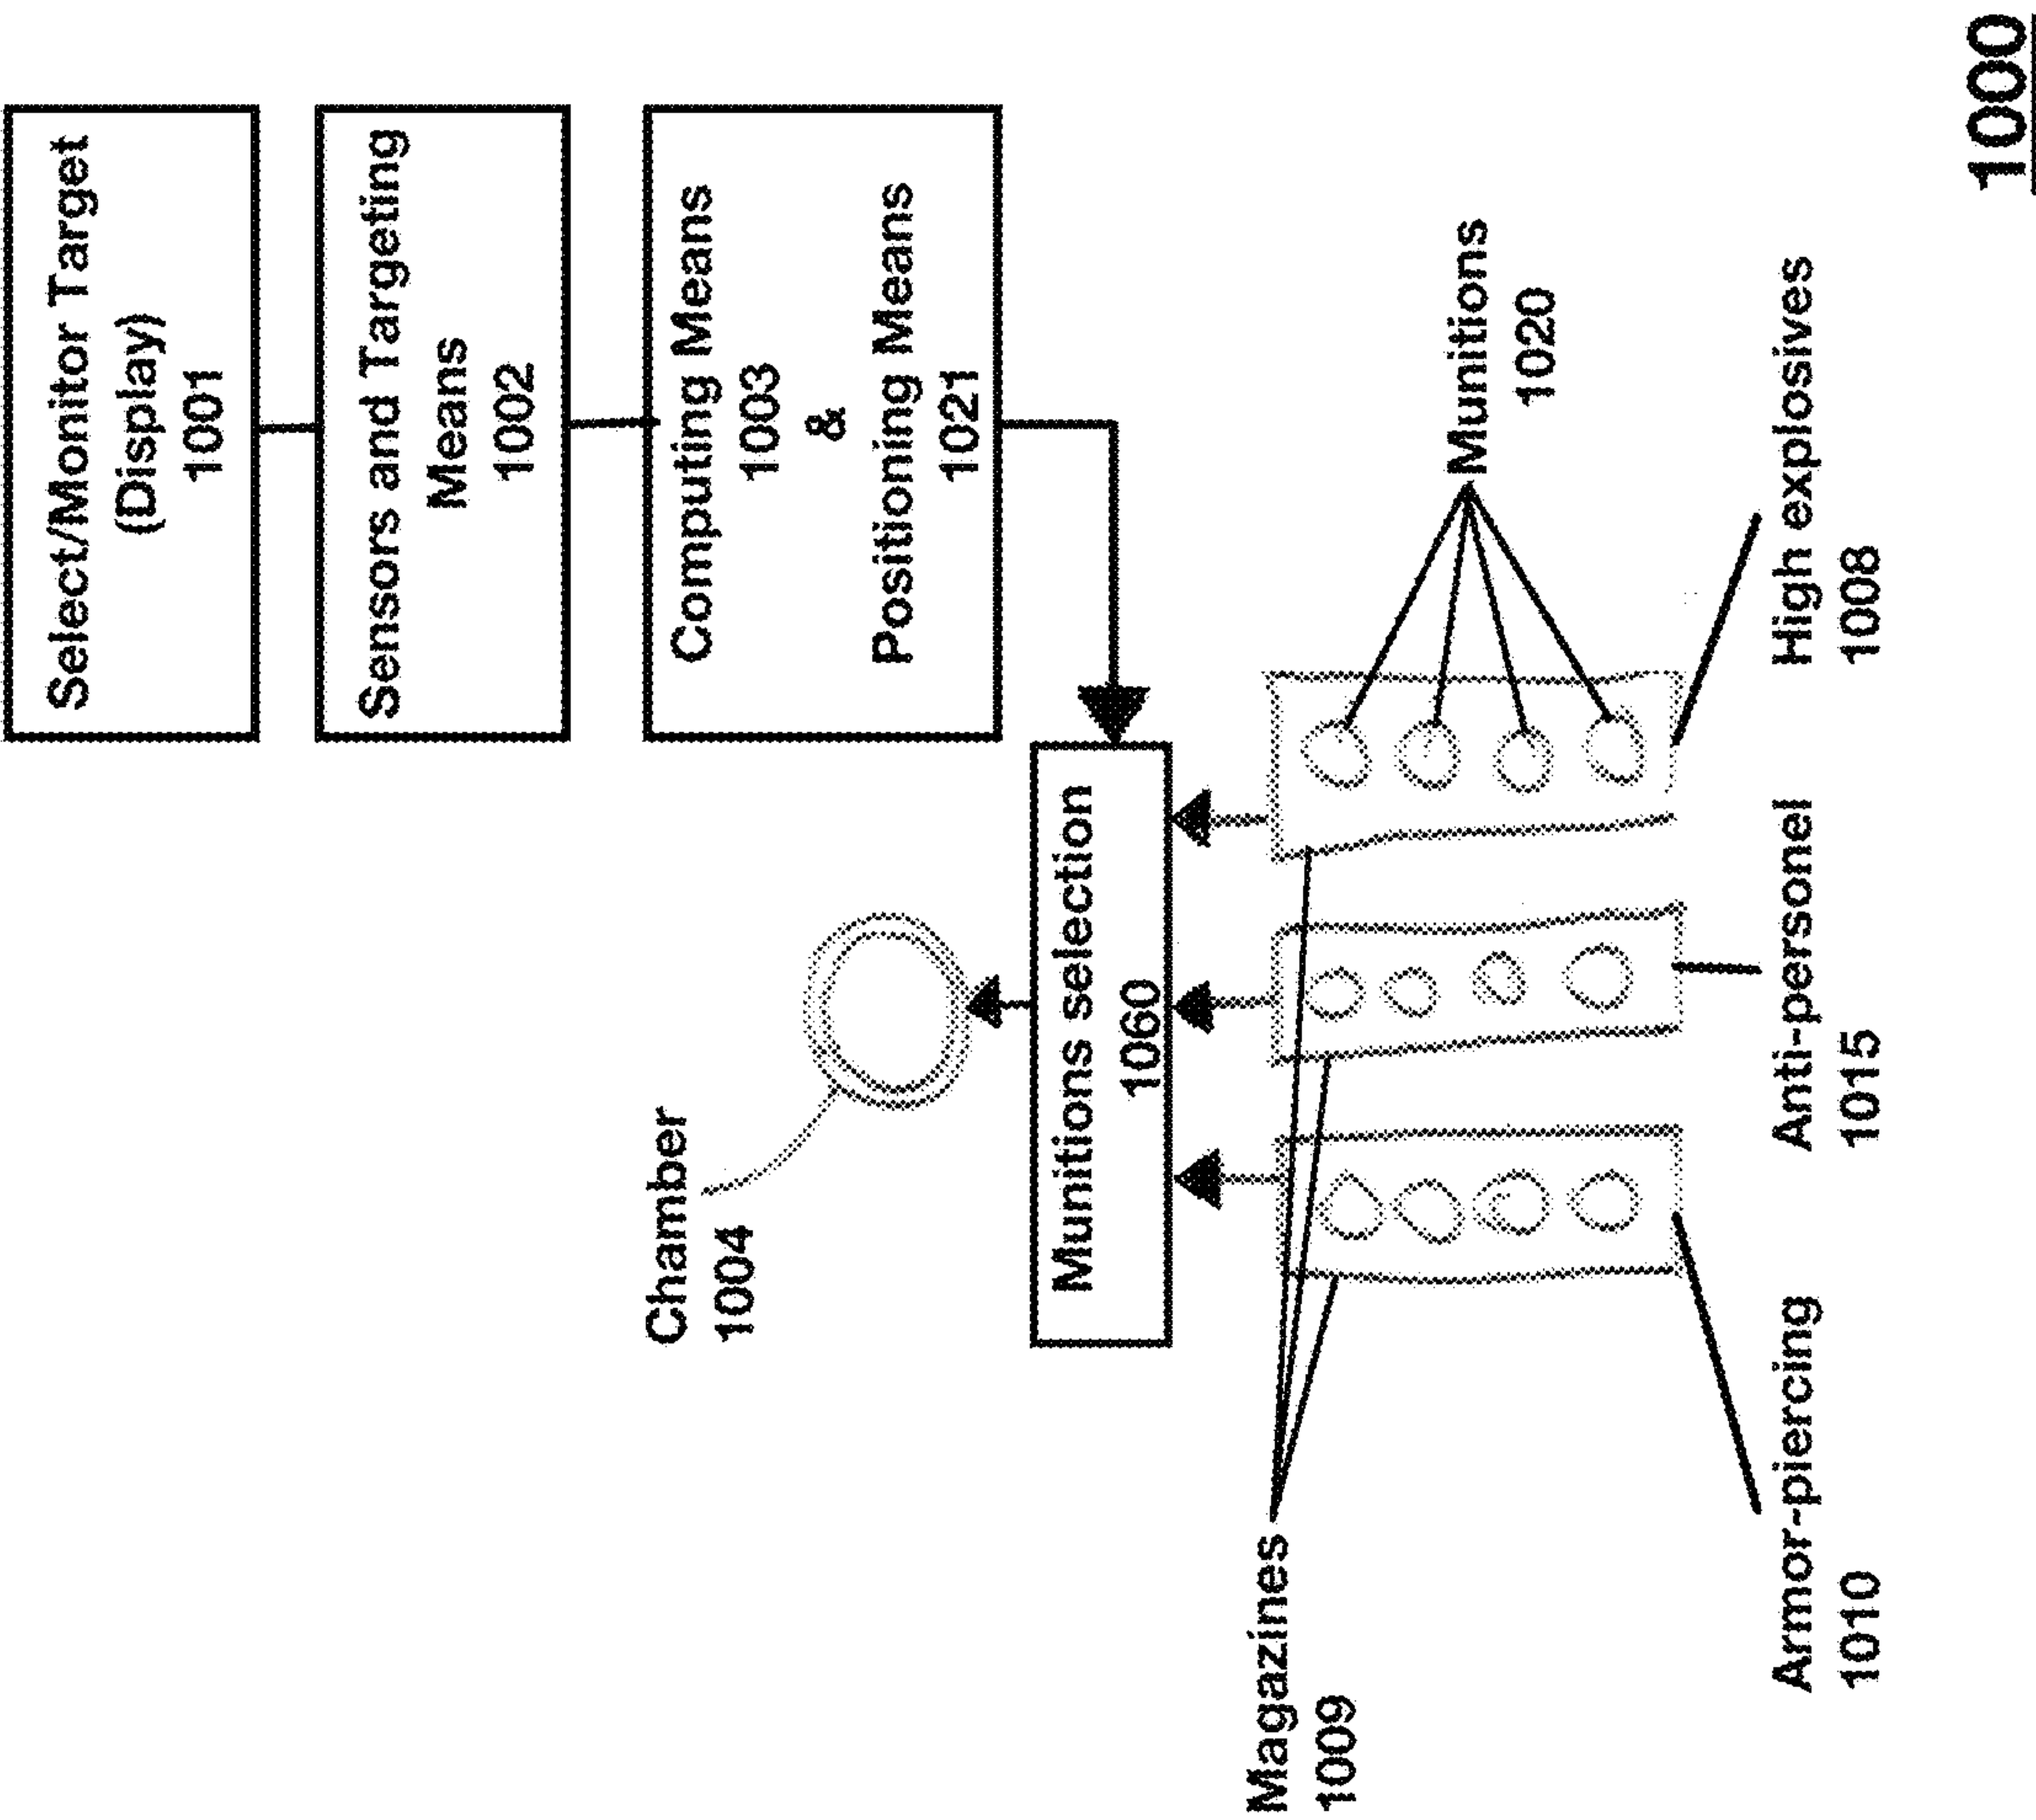 Select/Monitor Target
(Display)
1001
Sensors and Targeting
Means
1002
Computing Means
1003
&
Positioning Means
1021
Chamber
1004
Munitions selection
1060
Magazines
1009
Munitions
1020
Armor-piercing
1010
Anti-personel
1015
High explosives
1008
1000